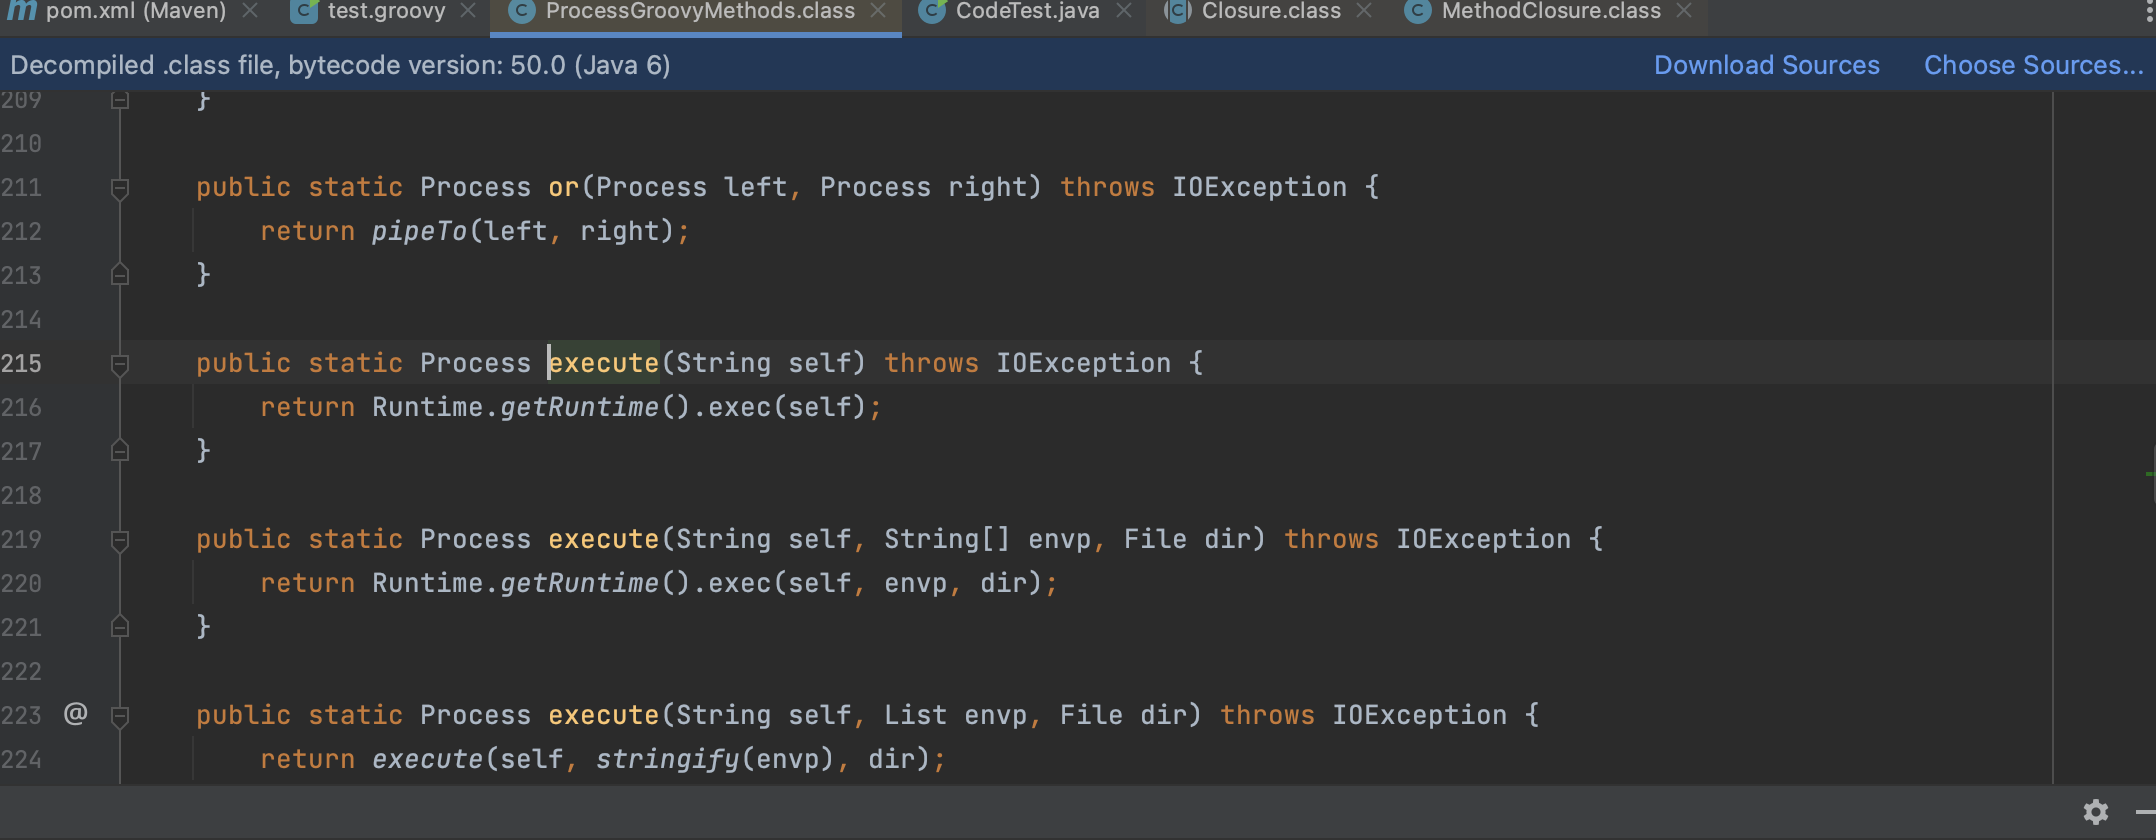 pom.xml (Maven) test.groovy ProcessGroovyMethods.class CodeTest.java Closure.class MethodClosure.class
Decompiled .class file, bytecode version: 50.0 (Java 6) Download Sources Choose Sources...
209 }
210
211 public static Process or(Process left, Process right) throws IOException {
212 return pipeTo(left, right);
213 }
214
215 public static Process execute(String self) throws IOException {
216 return Runtime.getRuntime().exec(self);
217 }
218
219 public static Process execute(String self, String[] envp, File dir) throws IOException {
220 return Runtime.getRuntime().exec(self, envp, dir);
221 }
222
223 @ public static Process execute(String self, List envp, File dir) throws IOException {
224 return execute(self, stringify(envp), dir);